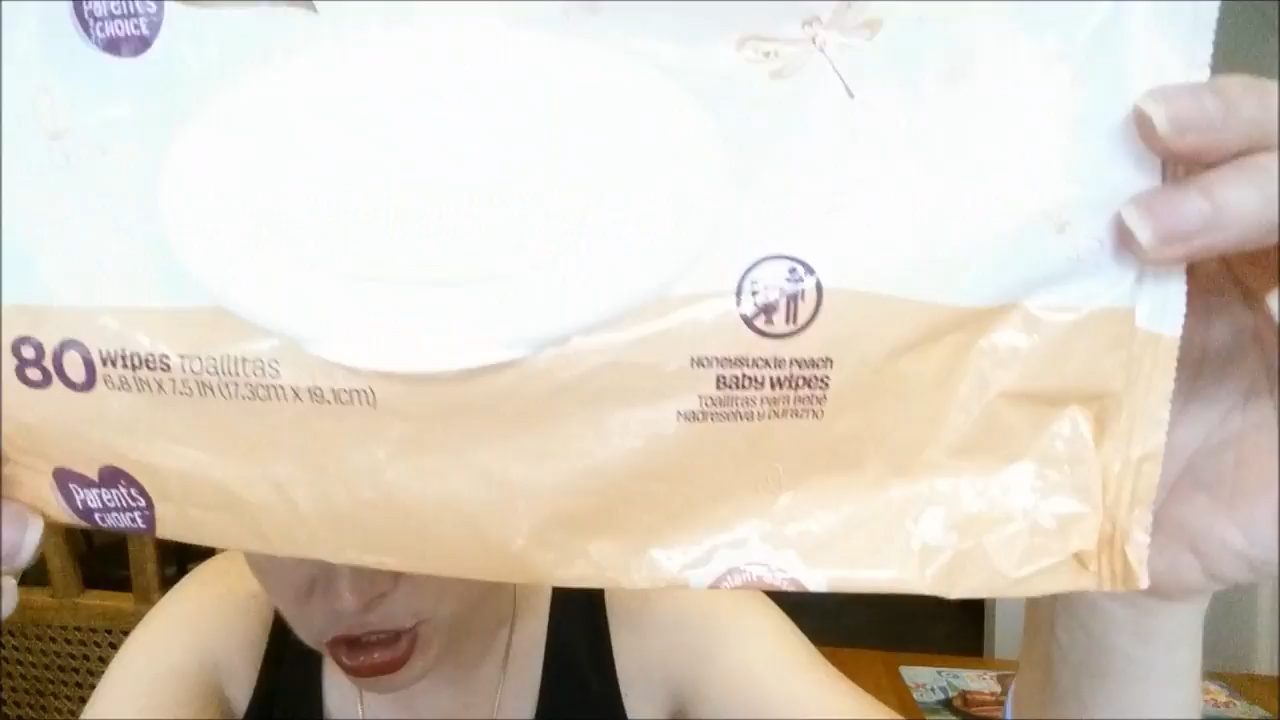 Parent's
CHOICE
80 wipes Toallitas
6.8 IN X 7.5 IN (17.3cm X 19.1cm)
Honeysuckle Peach
Baby wipes
Toallitas para bebé
Madreselva y durazno
Parent's
CHOICE